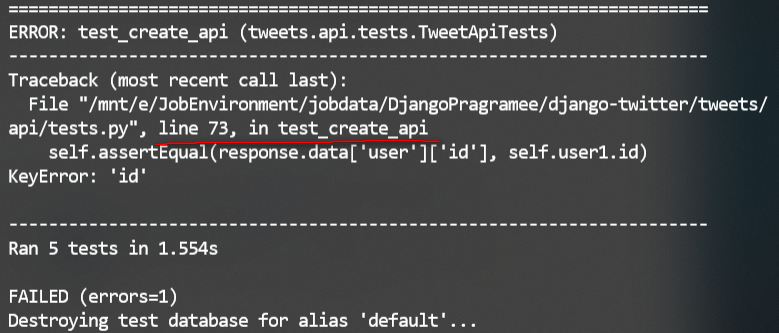 ======================================================================
ERROR: test_create_api (tweets.api.tests.TweetApiTests)
----------------------------------------------------------------------
Traceback (most recent call last):
  File "/mnt/e/JobEnvironment/jobdata/DjangoPragramee/django-twitter/tweets/
api/tests.py", line 73, in test_create_api
    self.assertEqual(response.data['user']['id'], self.user1.id)
KeyError: 'id'

----------------------------------------------------------------------
Ran 5 tests in 1.554s

FAILED (errors=1)
Destroying test database for alias 'default'...